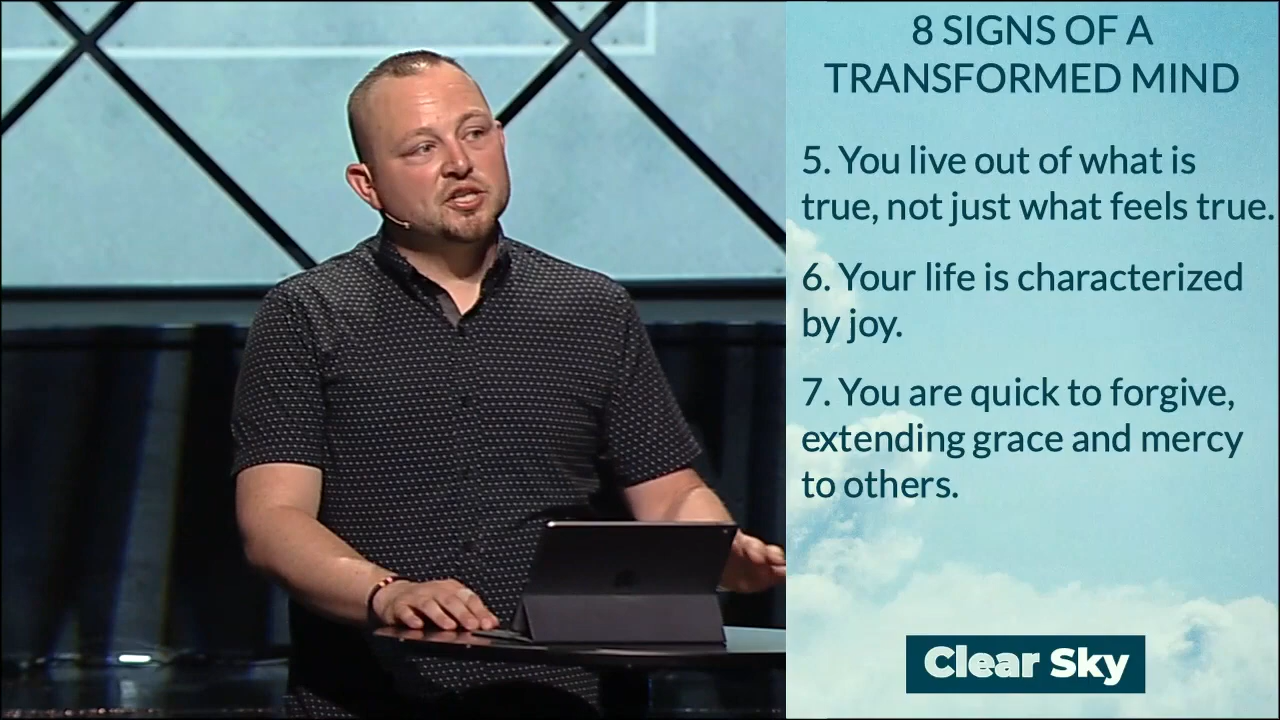 8 SIGNS OF A
TRANSFORMED MIND
5. You live out of what is
true, not just what feels true.
6. Your life is characterized
by joy.
7. You are quick to forgive,
extending grace and mercy
to others.
Clear Sky